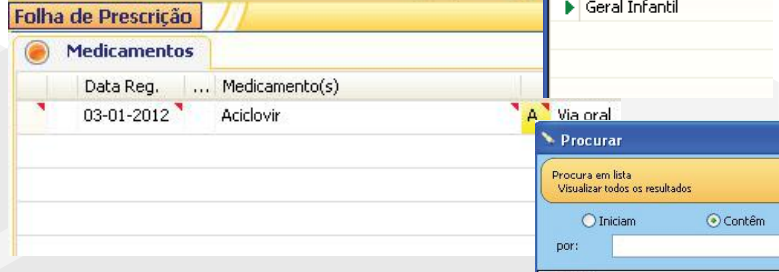 Folha de Prescrição
Geral Infantil
Medicamentos
Data Reg. ... Medicamento(s)
03-01-2012 Aciclovir A Via oral
Procurar
Procura em lista
Visualizar todos os resultados
Iniciam Contêm
por: